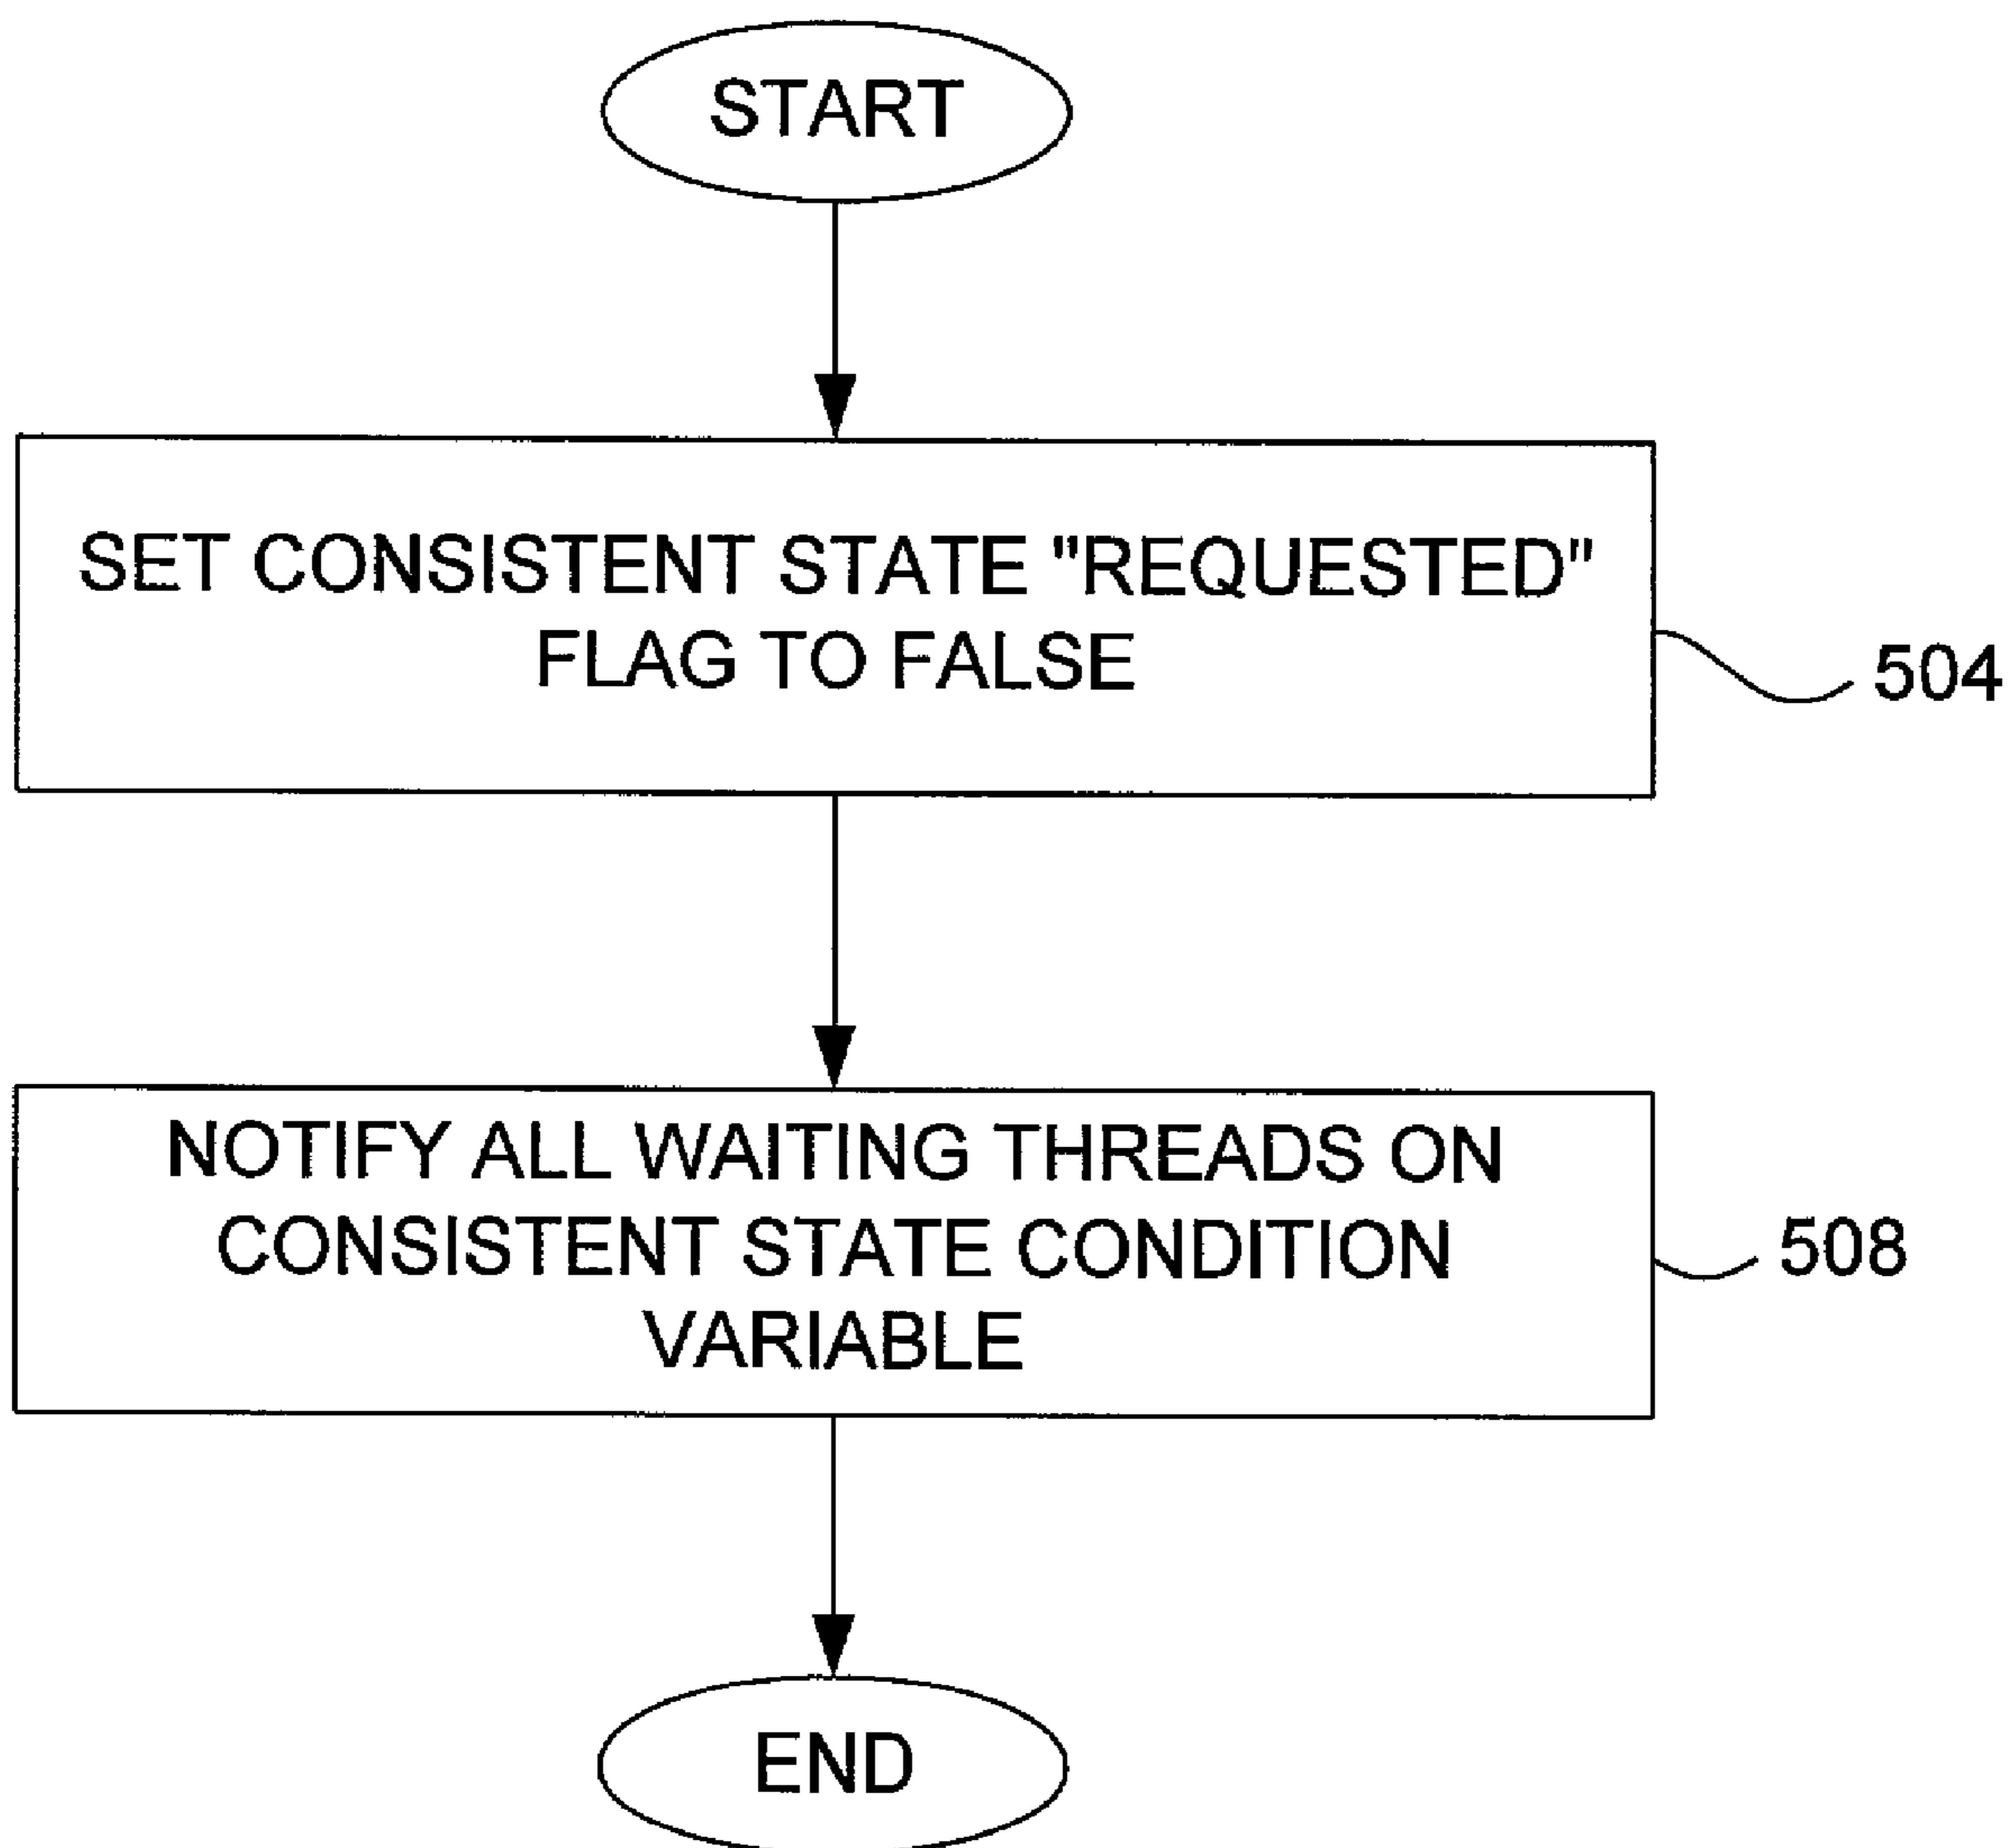 START
SET CONSISTENT STATE "REQUESTED"
FLAG TO FALSE
504
NOTIFY ALL WAITING THREADS ON
CONSISTENT STATE CONDITION
VARIABLE
508
END